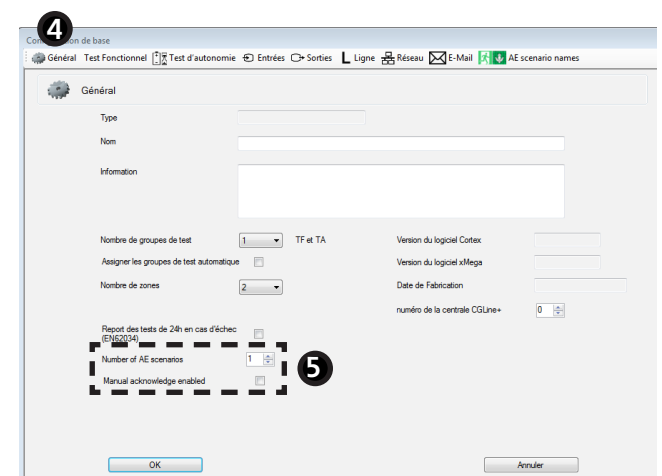 4
Con    ion de base
Général Test Fonctionnel Test d'autonomie Entrées Sorties L Ligne Réseau E-Mail AE scenario names
Général
Type
Nom
Information
Nombre de groupes de test 1 TF et TA Version du logiciel Cortex
Assigner les groupes de test automatique Version du logiciel xMega
Nombre de zones 2 Date de Fabrication
numéro de la centrale CGLine+ 0
Report des tests de 24h en cas d'échec
(EN62034)
Number of AE scenarios 1
5
Manual acknowledge enabled
OK Annuler